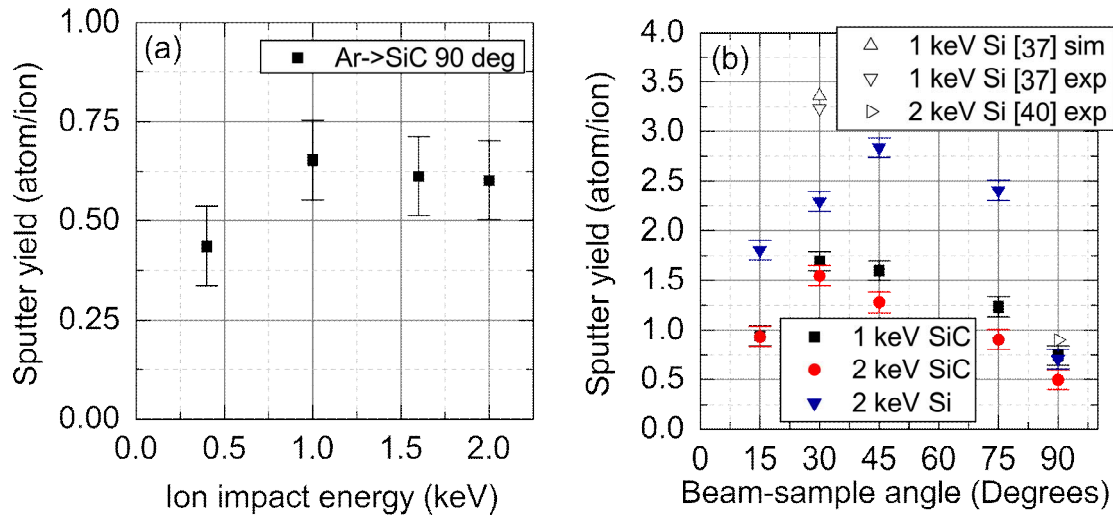 (a)
Ar->SiC 90 deg
1.00
0.75
0.50
0.25
0.00
Sputter yield (atom/ion)
0.0 0.5 1.0 1.5 2.0
Ion impact energy (keV)
(b)
1 keV Si [37] sim
1 keV Si [37] exp
2 keV Si [40] exp
4.0
3.5
3.0
2.5
2.0
1.5
1.0
0.5
0.0
Sputter yield (atom/ion)
1 keV SiC
2 keV SiC
2 keV Si
0 15 30 45 60 75 90
Beam-sample angle (Degrees)